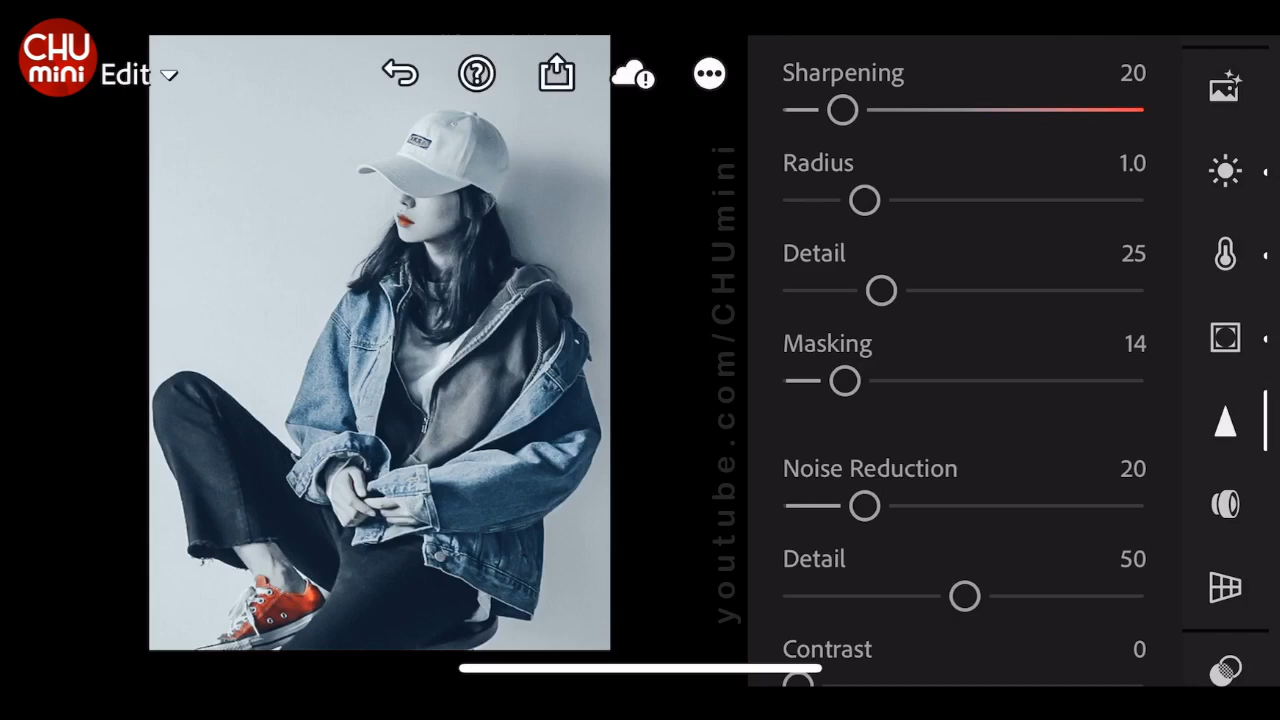 CHU
mini
Edit
Sharpening 20
Radius 1.0
Detail 25
Masking 14
Noise Reduction 20
Detail 50
Contrast 0
youtube.com/CHUmini